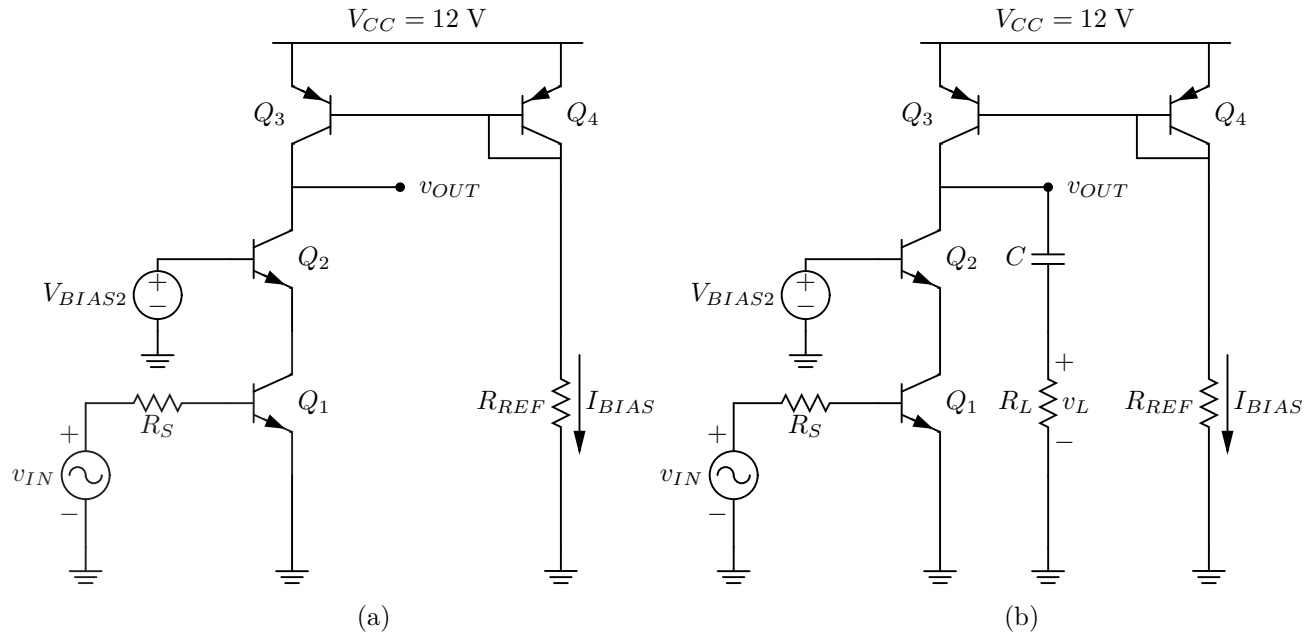 V_{CC} = 12 V
Q_3
Q_4
v_{OUT}
Q_2
+
−
V_{BIAS2}
Q_1
R_S
+
v_{IN}
−
R_{REF}
I_{BIAS}
(a)
V_{CC} = 12 V
Q_3
Q_4
v_{OUT}
Q_2
C
+
−
V_{BIAS2}
Q_1
R_S
+
v_{IN}
−
+
R_L
v_L
−
R_{REF}
I_{BIAS}
(b)